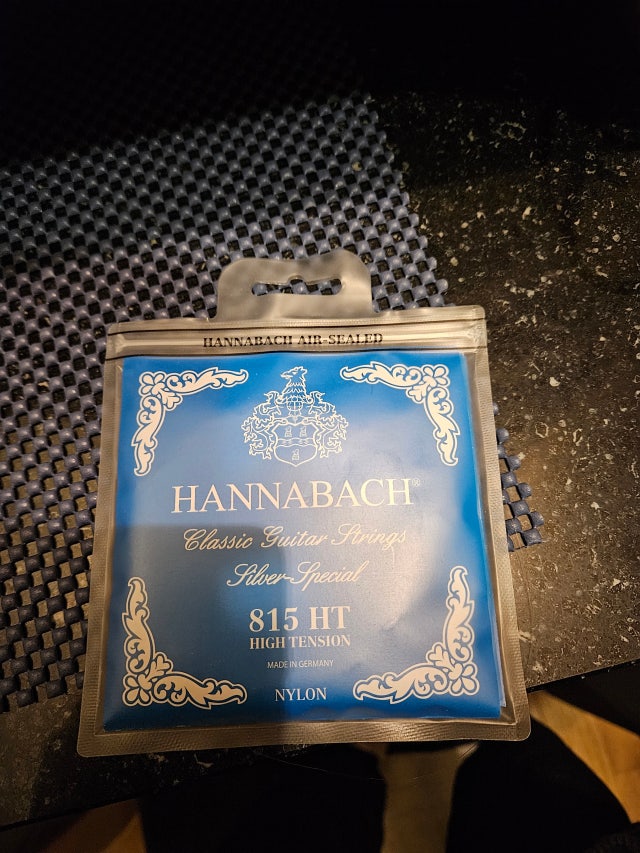 HANNABACH AIR-SEALED
HANNABACH®
Classic Guitar Strings
Silver-Special
815 HT
HIGH TENSION
MADE IN GERMANY
NYLON